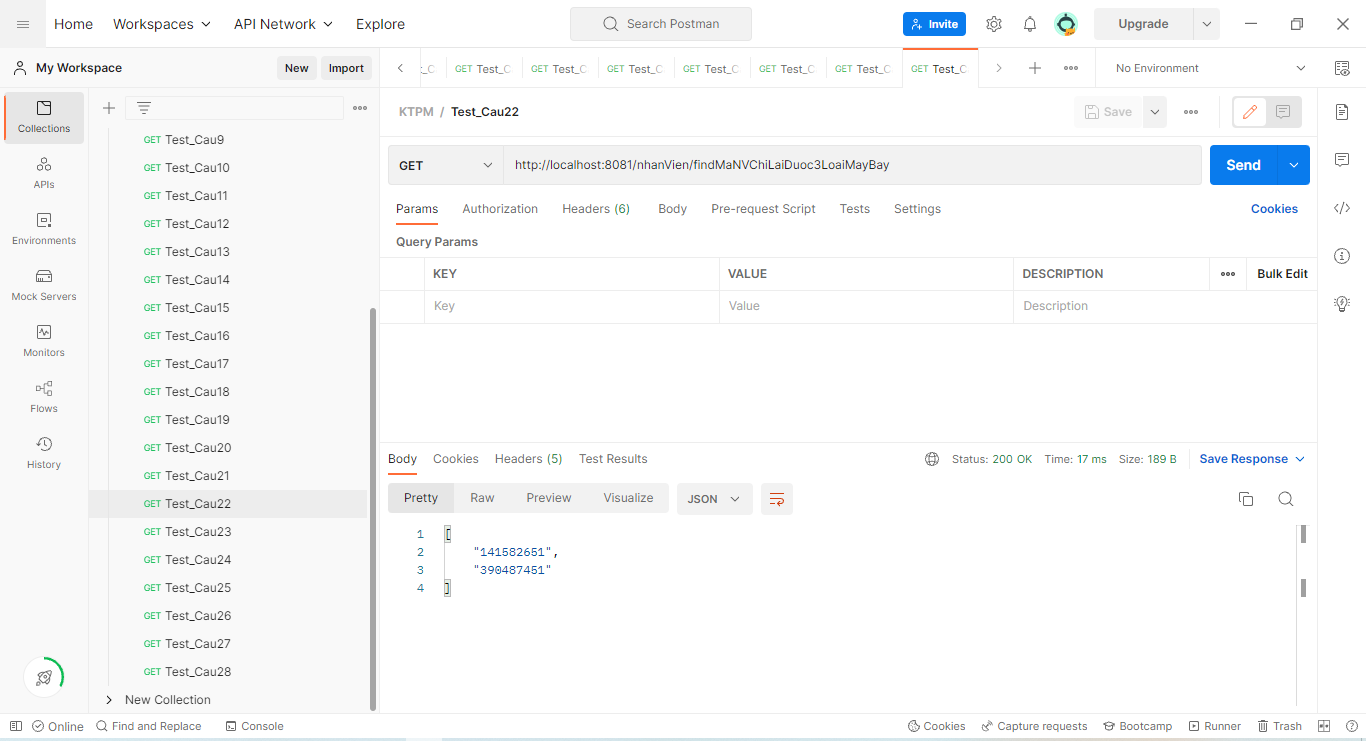 Home Workspaces API Network Explore Search Postman Invite Upgrade
My Workspace New Import
GET Test_C GET Test_C GET Test_C GET Test_C GET Test_C GET Test_C GET Test_C No Environment
Collections
APIs
Environments
Mock Servers
Monitors
Flows
History
GET Test_Cau9
GET Test_Cau10
GET Test_Cau11
GET Test_Cau12
GET Test_Cau13
GET Test_Cau14
GET Test_Cau15
GET Test_Cau16
GET Test_Cau17
GET Test_Cau18
GET Test_Cau19
GET Test_Cau20
GET Test_Cau21
GET Test_Cau22
GET Test_Cau23
GET Test_Cau24
GET Test_Cau25
GET Test_Cau26
GET Test_Cau27
GET Test_Cau28
New Collection
KTPM / Test_Cau22 Save
GET http://localhost:8081/nhanVien/findMaNVChiLaiDuoc3LoaiMayBay Send
Params Authorization Headers (6) Body Pre-request Script Tests Settings Cookies
Query Params
KEY VALUE DESCRIPTION Bulk Edit
Key Value Description
Body Cookies Headers (5) Test Results Status: 200 OK Time: 17 ms Size: 189 B Save Response
Pretty Raw Preview Visualize JSON
1 [
2 "141582651",
3 "390487451"
4 ]
Online Find and Replace Console Cookies Capture requests Bootcamp Runner Trash